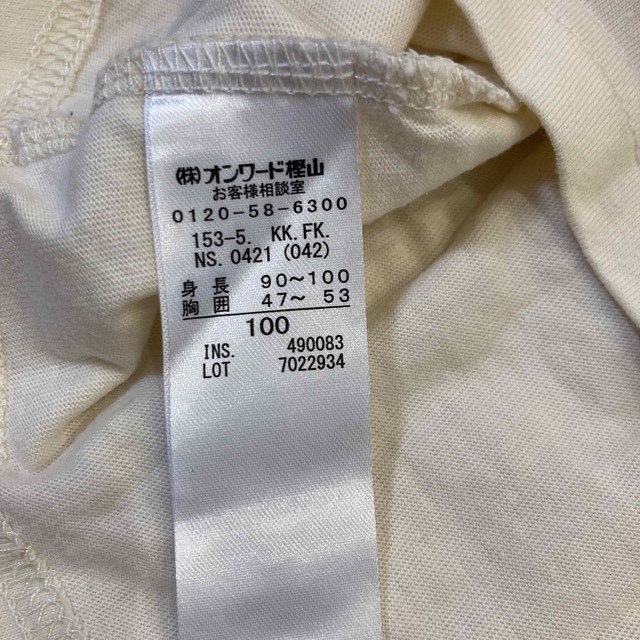 ㈱オンワード樫山
お客様相談室
0120-58-6300
153-5. KK.FK.
NS.0421 (042)
身長 90〜100
胸囲 47〜 53
100
INS. 490083
LOT 7022934